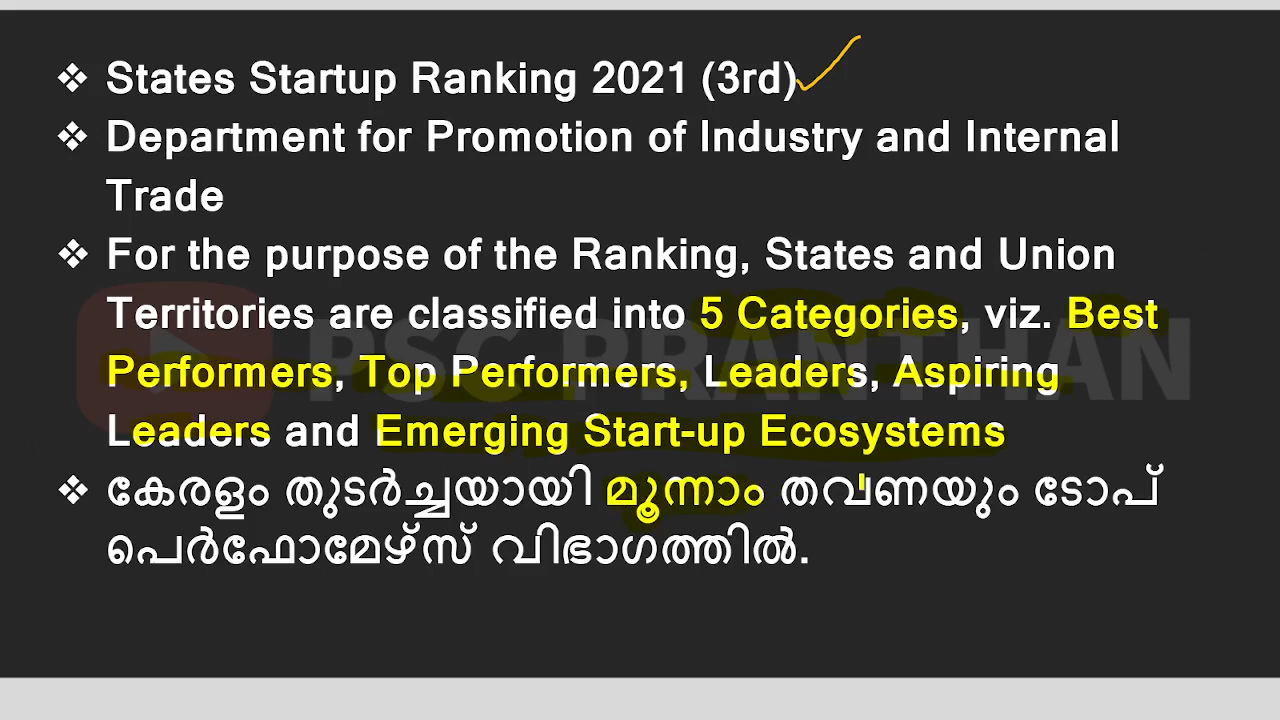 ❖ States Startup Ranking 2021 (3rd)
❖ Department for Promotion of Industry and Internal
Trade
❖ For the purpose of the Ranking, States and Union
Territories are classified into 5 Categories, viz. Best
Performers, Top Performers, Leaders, Aspiring
Leaders and Emerging Start-up Ecosystems
PSC PRANTHAN
❖ കേരളം തുടർച്ചയായി മൂന്നാം തവണയും ടോപ്
പെർഫോമേഴ്സ് വിഭാഗത്തിൽ.